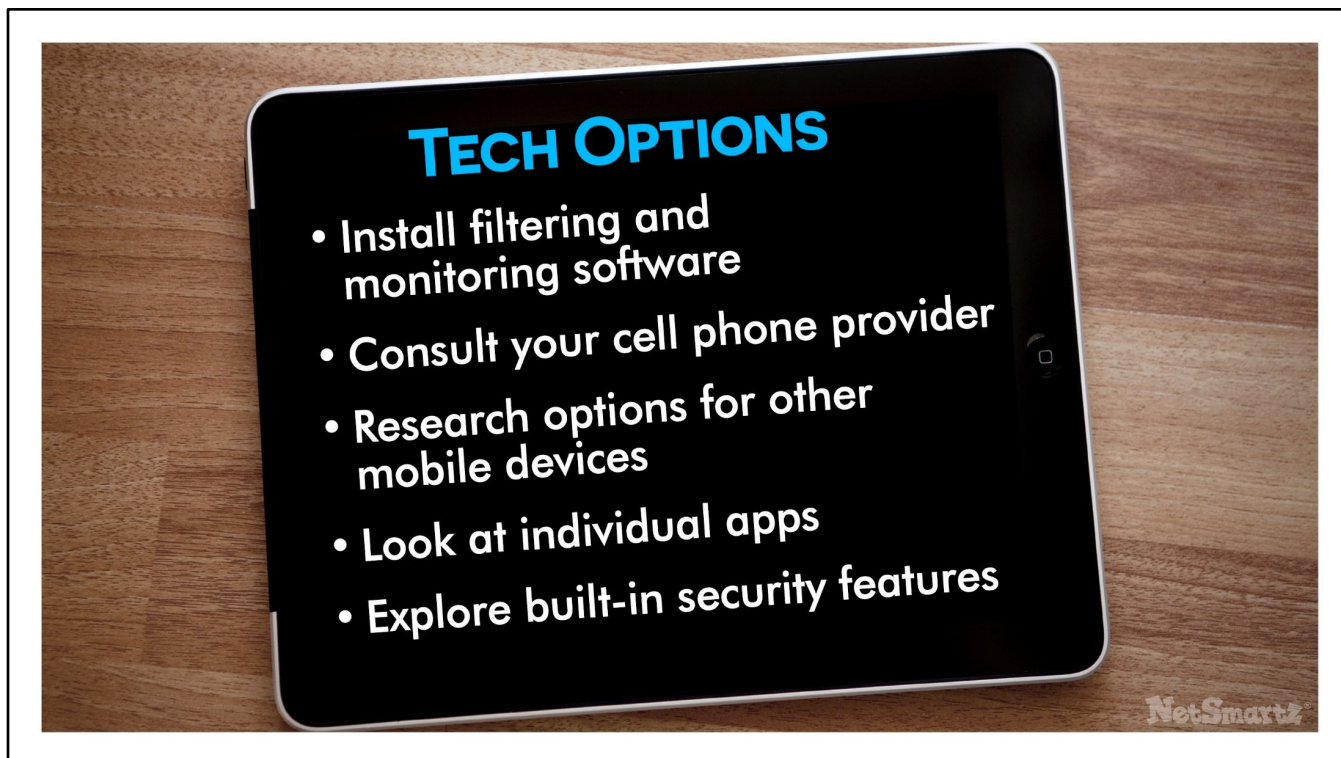 TECH OPTIONS
• Install filtering and
monitoring software
• Consult your cell phone provider
• Research options for other
mobile devices
• Look at individual apps
• Explore built-in security features
NetSmartz®